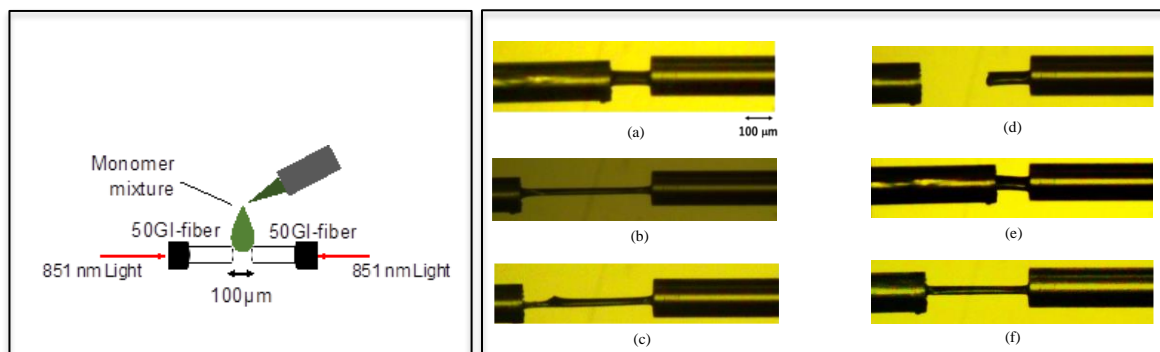 Monomer
mixture
50GI-fiber
50GI-fiber
851 nm Light
851 nm Light
100µm
(a)
100 µm
(b)
(c)
(d)
(e)
(f)